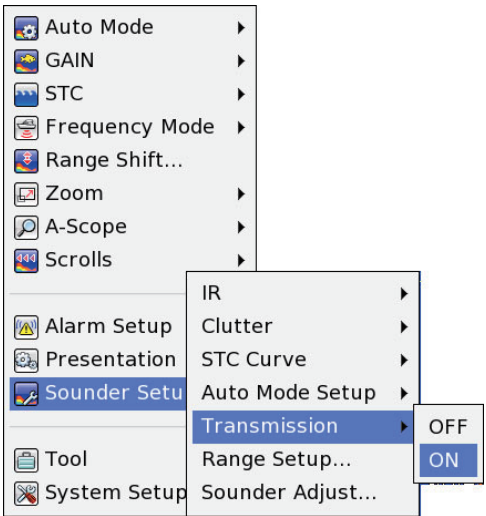 Auto Mode
GAIN
STC
Frequency Mode
Range Shift...
Zoom
A-Scope
Scrolls
Alarm Setup
Presentation
Sounder Setu
Tool
System Setup
IR
Clutter
STC Curve
Auto Mode Setup
Transmission
Range Setup...
Sounder Adjust...
OFF
ON